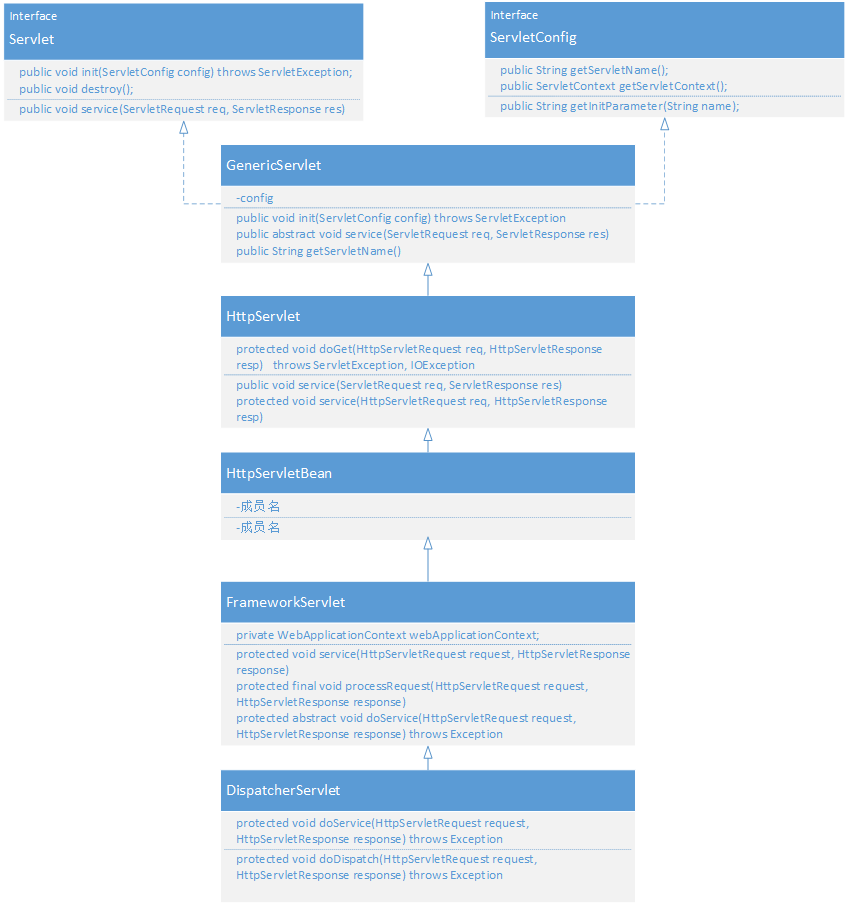 Interface
Servlet
public void init(ServletConfig config) throws ServletException;
public void destroy();
public void service(ServletRequest req, ServletResponse res)
Interface
ServletConfig
public String getServletName();
public ServletContext getServletContext();
public String getInitParameter(String name);
GenericServlet
-config
public void init(ServletConfig config) throws ServletException
public abstract void service(ServletRequest req, ServletResponse res)
public String getServletName()
HttpServlet
protected void doGet(HttpServletRequest req, HttpServletResponse
resp)   throws ServletException, IOException
public void service(ServletRequest req, ServletResponse res)
protected void service(HttpServletRequest req, HttpServletResponse
resp)
HttpServletBean
-成员名
-成员名
FrameworkServlet
private WebApplicationContext webApplicationContext;
protected void service(HttpServletRequest request, HttpServletResponse
response)
protected final void processRequest(HttpServletRequest request,
HttpServletResponse response)
protected abstract void doService(HttpServletRequest request,
HttpServletResponse response) throws Exception
DispatcherServlet
protected void doService(HttpServletRequest request,
HttpServletResponse response) throws Exception
protected void doDispatch(HttpServletRequest request,
HttpServletResponse response) throws Exception